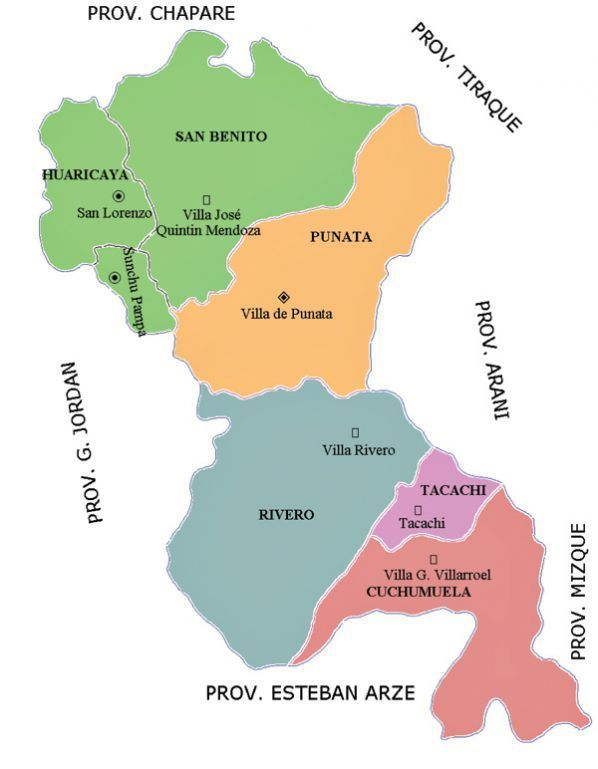 PROV. CHAPARE
PROV. TIRAQUE
SAN BENITO
HUARICAYA
San Lorenzo
Villa José
Quintin Mendoza
PUNATA
Sunchu Pampa
Villa de Punata
PROV. ARANI
PROV. G. JORDAN
Villa Rivero
TACACHI
RIVERO
Tacachi
PROV. MIZQUE
Villa G. Villarroel
CUCHUMUELA
PROV. ESTEBAN ARZE